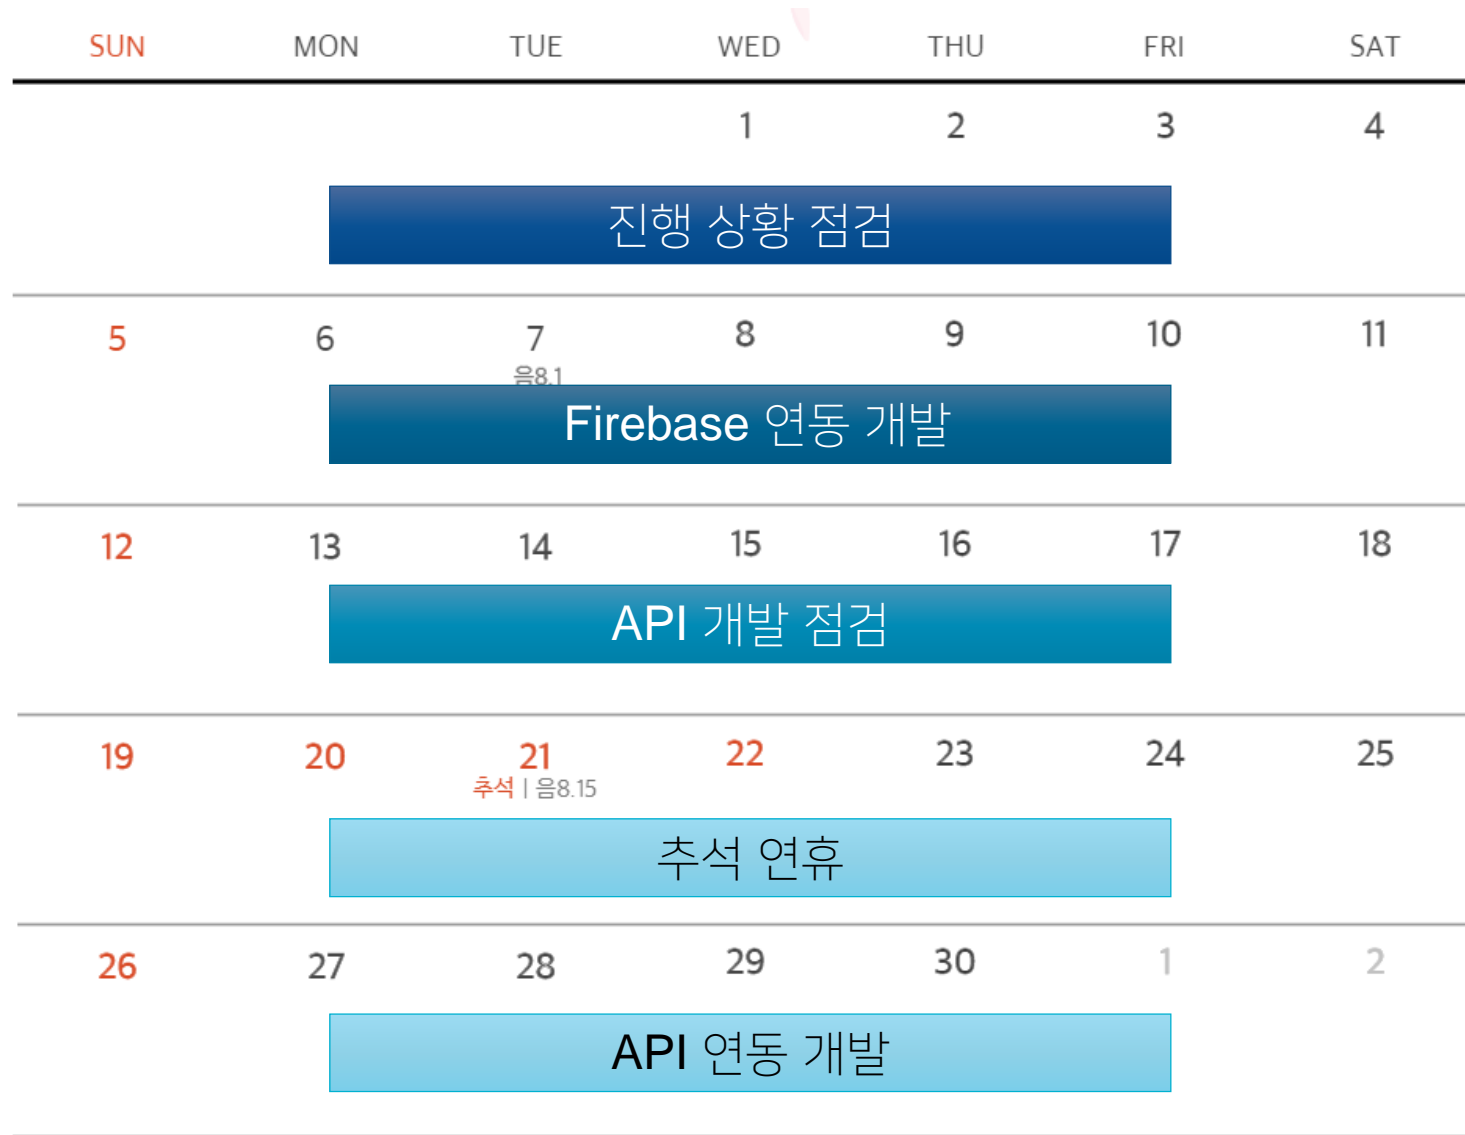 SUN MON TUE WED THU FRI SAT
1 2 3 4
진행 상황 점검
5 6 7 8 9 10 11
음8.1
Firebase 연동 개발
12 13 14 15 16 17 18
API 개발 점검
19 20 21 22 23 24 25
추석 | 음8.15
추석 연휴
26 27 28 29 30 1 2
API 연동 개발